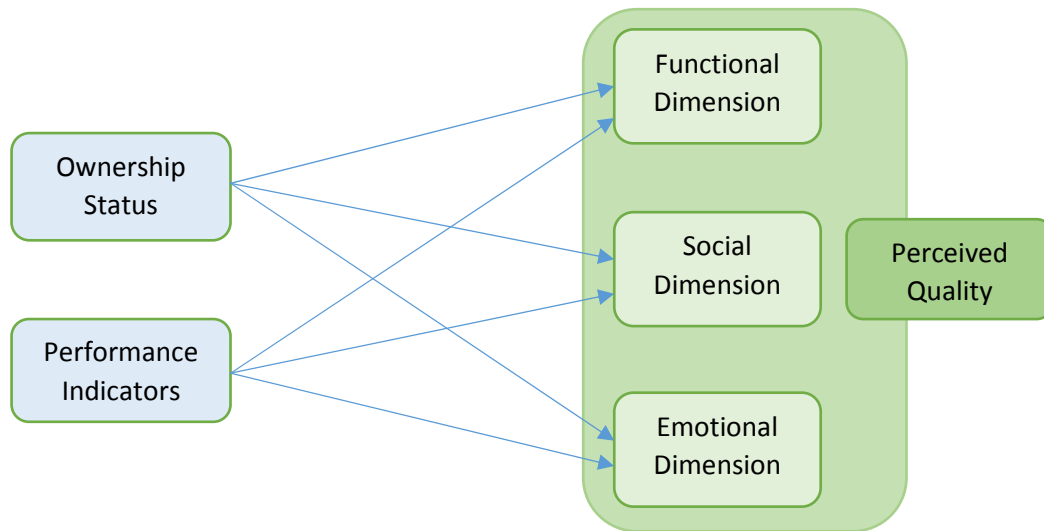 Ownership
Status
Performance
Indicators
Functional
Dimension
Social
Dimension
Emotional
Dimension
Perceived
Quality